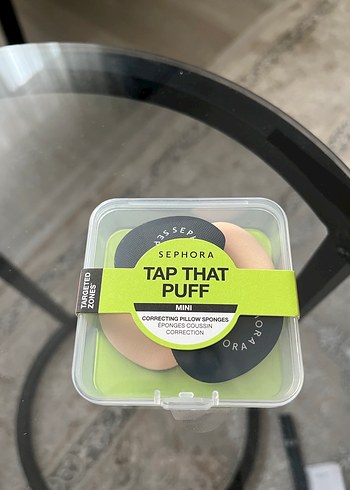 SEPHORA
TAP THAT
PUFF
MINI
CORRECTING PILLOW SPONGES
ÉPONGES COUSSIN
CORRECTION
TARGETED
ZONES